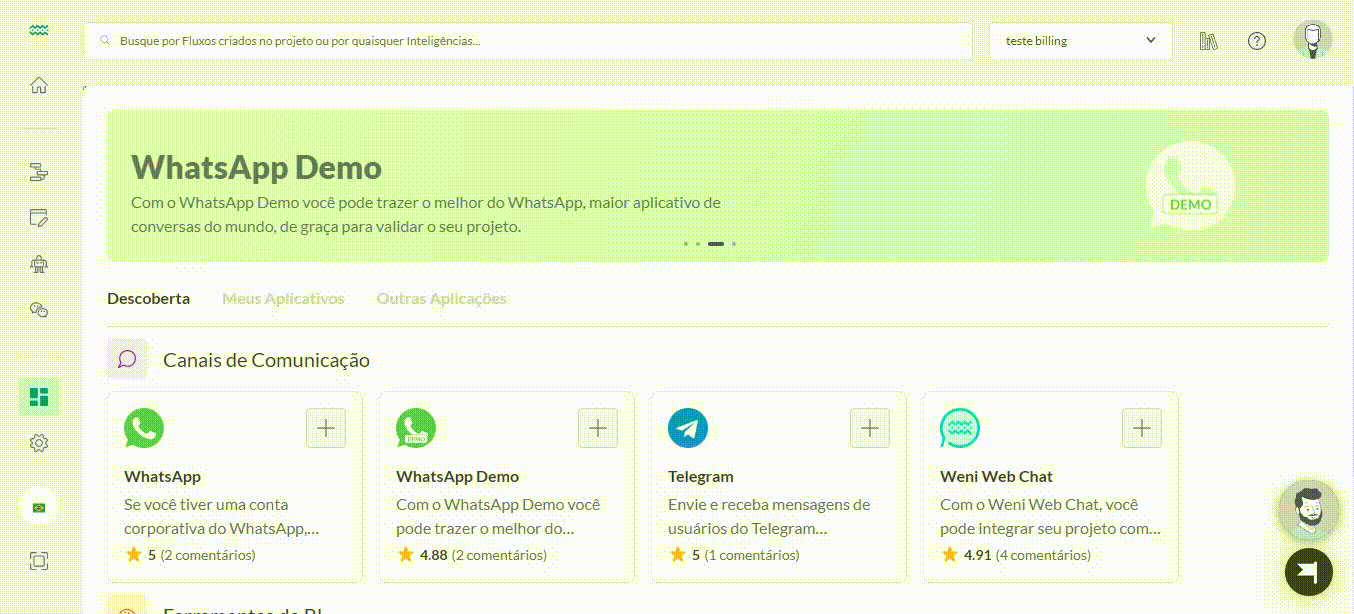 Busque por Fluxos criados no projeto ou por quaisquer Inteligências...
teste billing
WhatsApp Demo
Com o WhatsApp Demo você pode trazer o melhor do WhatsApp, maior aplicativo de
conversas do mundo, de graça para validar o seu projeto.
DEMO
Descoberta
Meus Aplicativos
Outras Aplicações
Canais de Comunicação
WhatsApp
Se você tiver uma conta
corporativa do WhatsApp,...
5 (2 comentários)
DEMO
WhatsApp Demo
Com o WhatsApp Demo você
pode trazer o melhor do...
4.88 (2 comentários)
Telegram
Envie e receba mensagens de
usuários do Telegram...
5 (1 comentários)
Weni Web Chat
Com o Weni Web Chat, você
pode integrar seu projeto com...
4.91 (4 comentários)
Ferramentas de BI